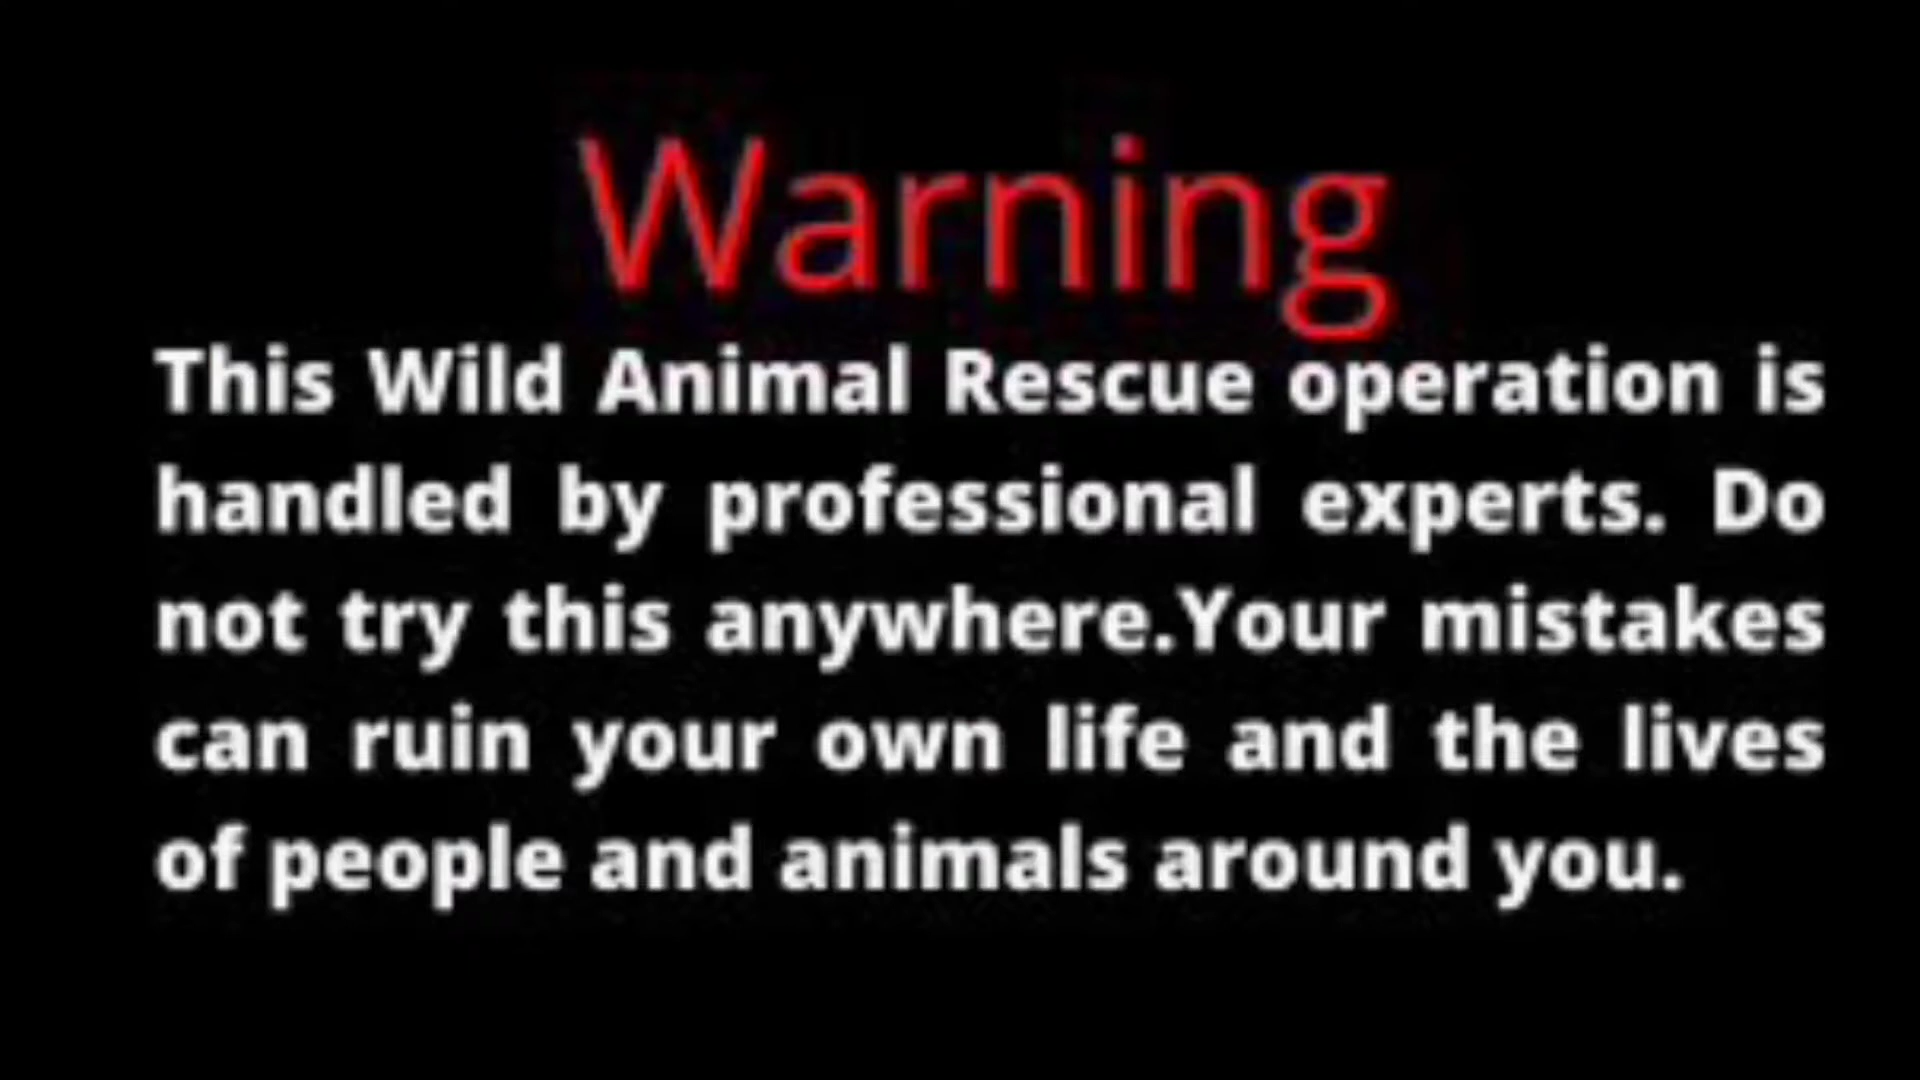 Warning
This Wild Animal Rescue operation is
handled by professional experts. Do
not try this anywhere.Your mistakes
can ruin your own life and the lives
of people and animals around you.